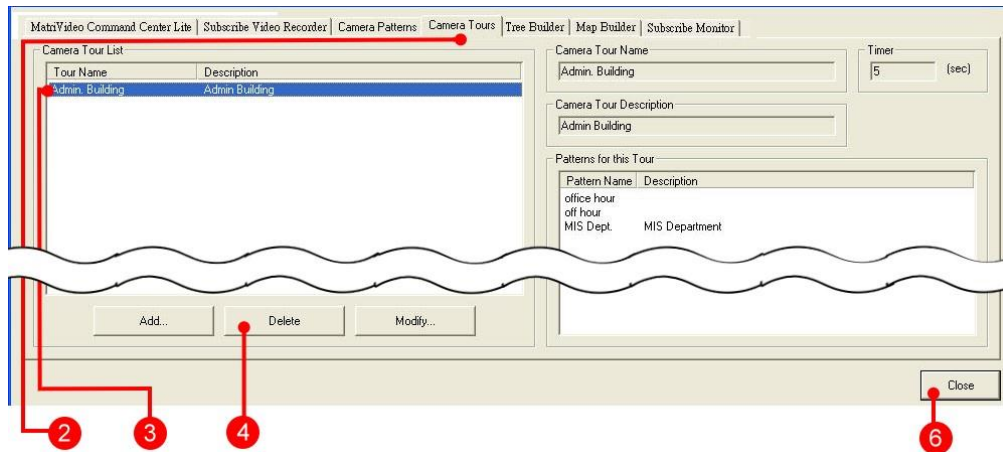 MatriVideo Command Center Lite Subscribe Video Recorder Camera Patterns Camera Tours Tree Builder Map Builder Subscribe Monitor
Camera Tour List
Tour Name Description
Admin. Building Admin Building
Add... Delete Modify...
Camera Tour Name
Admin. Building
Timer
5 (sec)
Camera Tour Description
Admin Building
Patterns for this Tour
Pattern Name Description
office hour
off hour
MIS Dept. MIS Department
Close
2 3 4 6